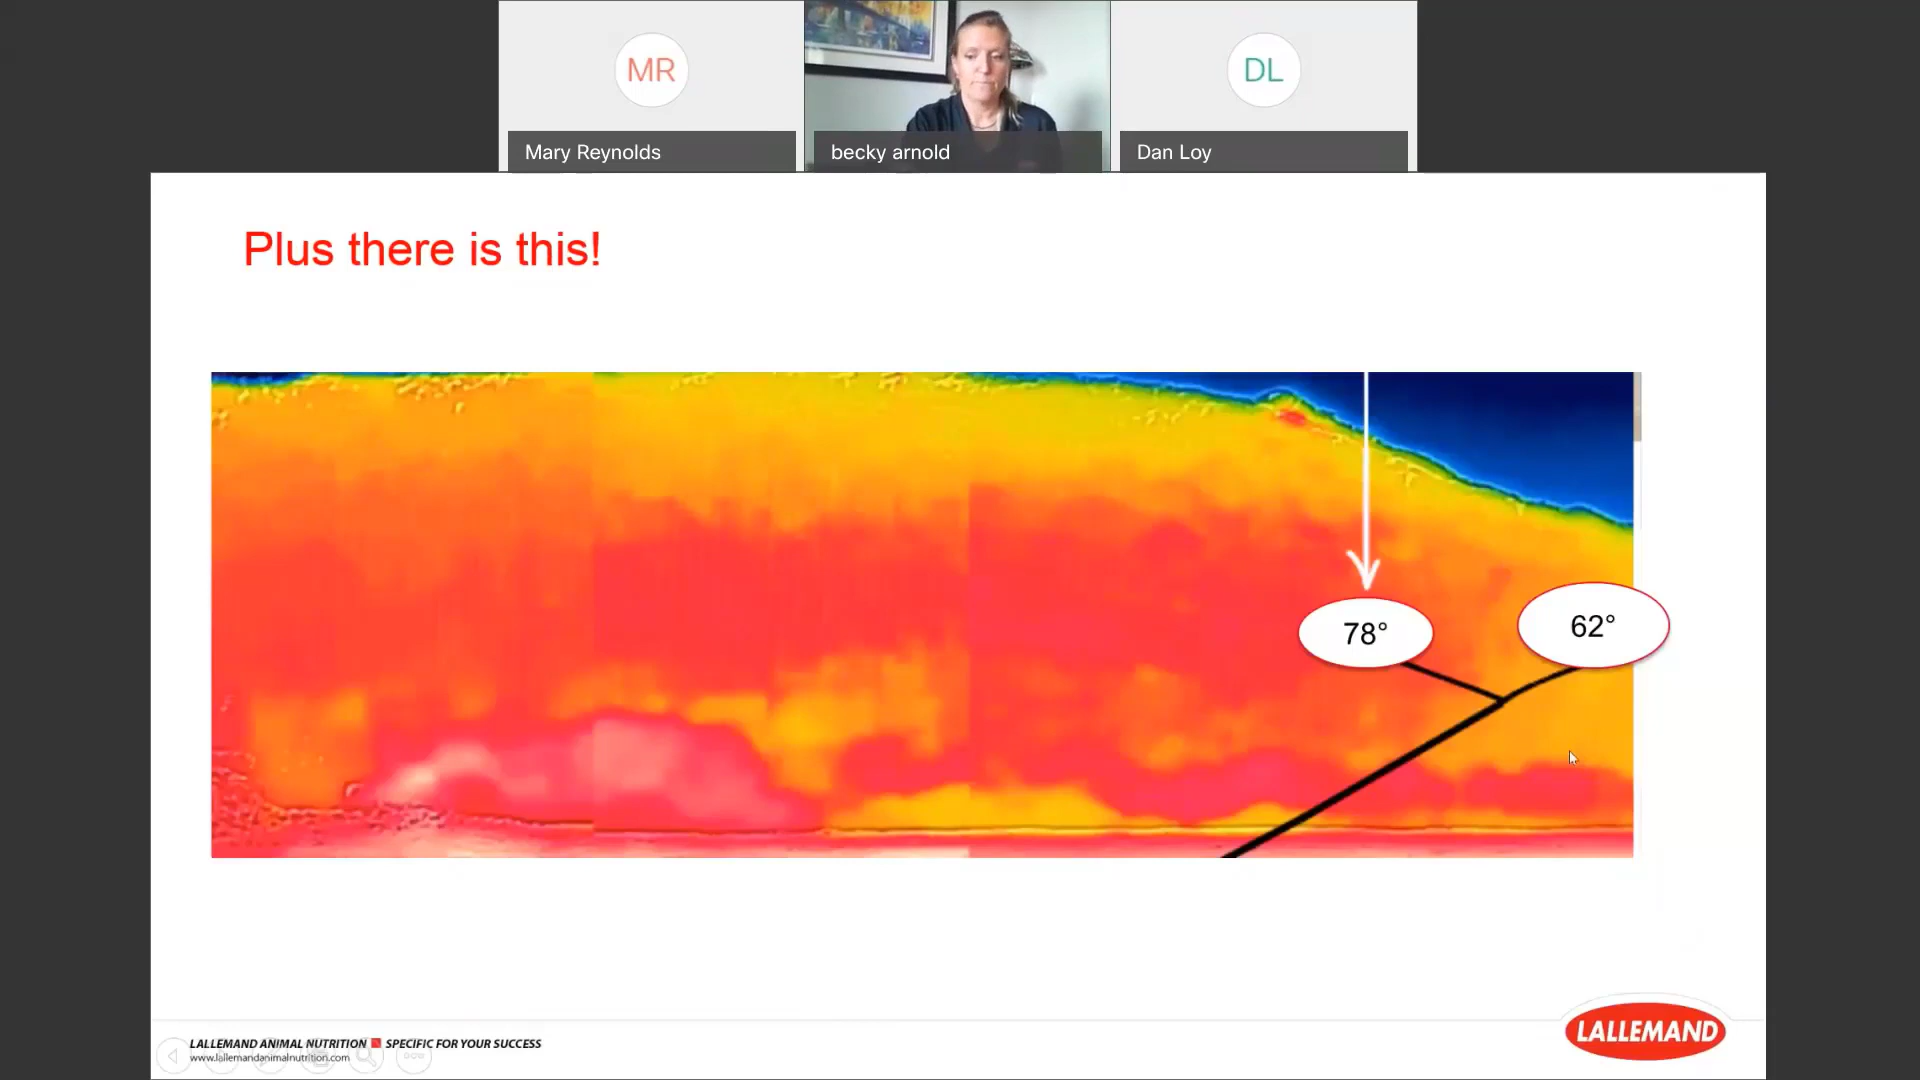 MR
DL
Mary Reynolds
becky arnold
Dan Loy
Plus there is this!
78°
62°
LALLEMAND ANIMAL NUTRITION SPECIFIC FOR YOUR SUCCESS
www.lallemandanimalnutrition.com
LALLEMAND